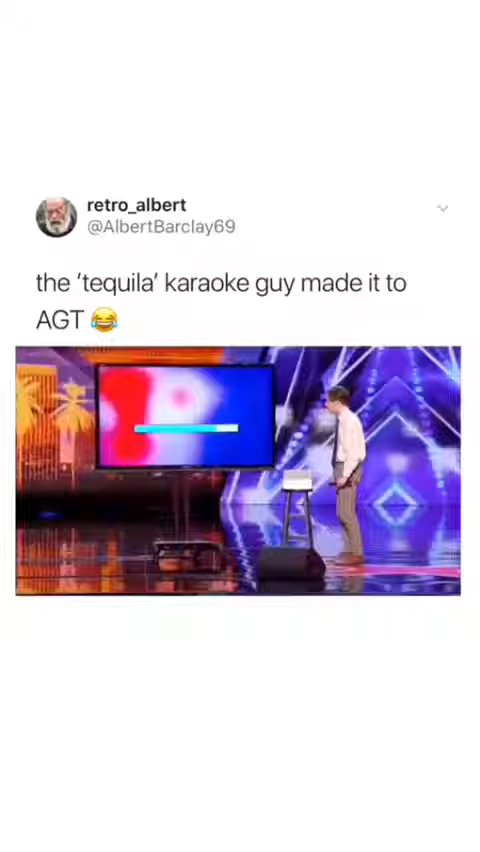 retro_albert
@AlbertBarclay69
the ‘tequila’ karaoke guy made it to
AGT 😂